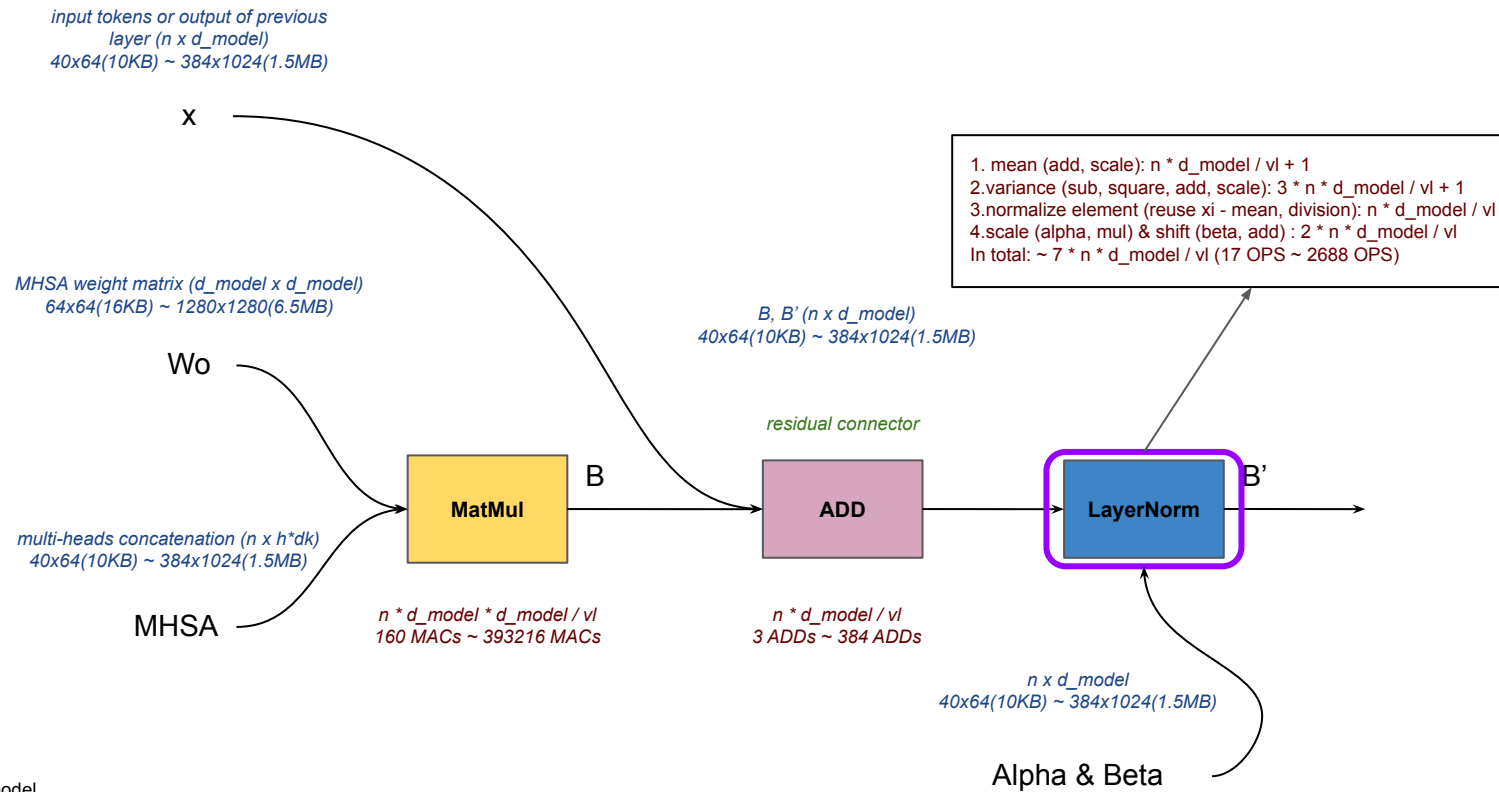 input tokens or output of previous
layer (n x d_model)
40x64(10KB) ~ 384x1024(1.5MB)
x
1. mean (add, scale): n * d_model / vl + 1
2.variance (sub, square, add, scale): 3 * n * d_model / vl + 1
3.normalize element (reuse xi - mean, division): n * d_model / vl
4.scale (alpha, mul) & shift (beta, add) : 2 * n * d_model / vl
In total: ~ 7 * n * d_model / vl (17 OPS ~ 2688 OPS)
MHSA weight matrix (d_model x d_model)
64x64(16KB) ~ 1280x1280(6.5MB)
B, B’ (n x d_model)
40x64(10KB) ~ 384x1024(1.5MB)
Wo
residual connector
B
B’
MatMul
ADD
LayerNorm
multi-heads concatenation (n x h*dk)
40x64(10KB) ~ 384x1024(1.5MB)
MHSA
n * d_model * d_model / vl
160 MACs ~ 393216 MACs
n * d_model / vl
3 ADDs ~ 384 ADDs
n x d_model
40x64(10KB) ~ 384x1024(1.5MB)
Alpha & Beta